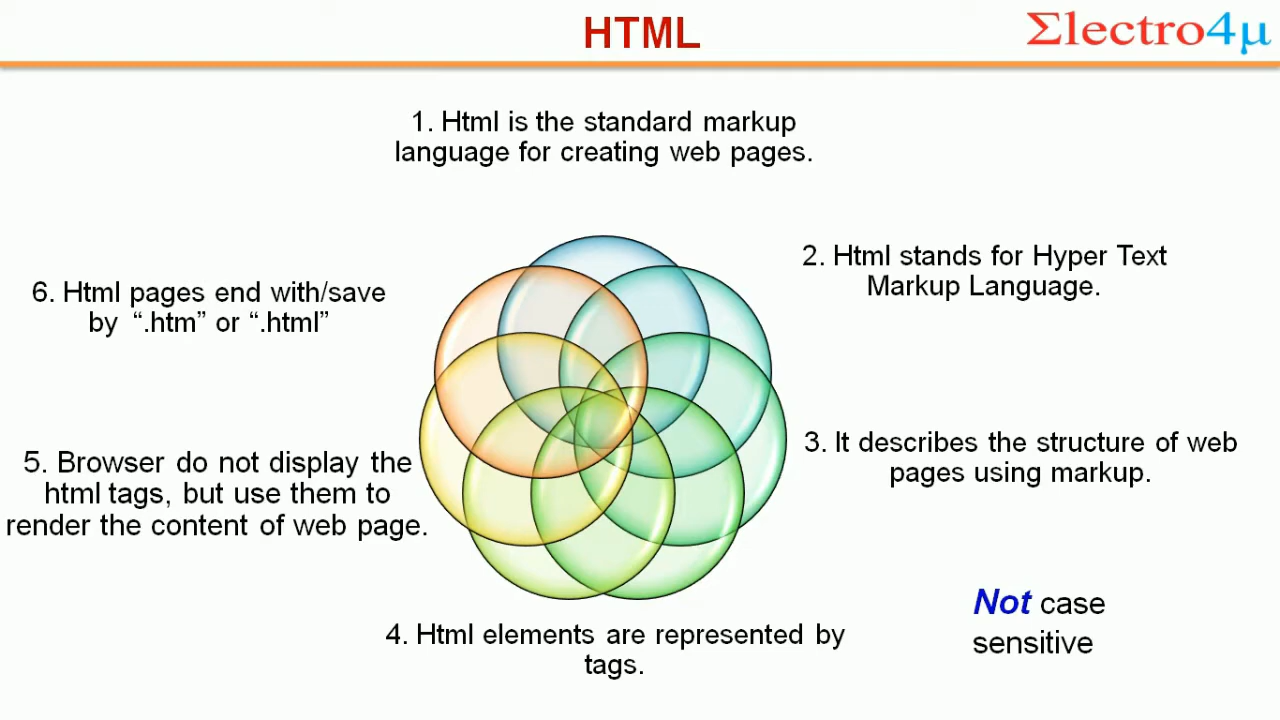 HTML
Σlectro4μ
1. Html is the standard markup
language for creating web pages.
2. Html stands for Hyper Text
Markup Language.
6. Html pages end with/save
by “.htm” or “.html”
3. It describes the structure of web
pages using markup.
5. Browser do not display the
html tags, but use them to
render the content of web page.
4. Html elements are represented by
tags.
Not case
sensitive